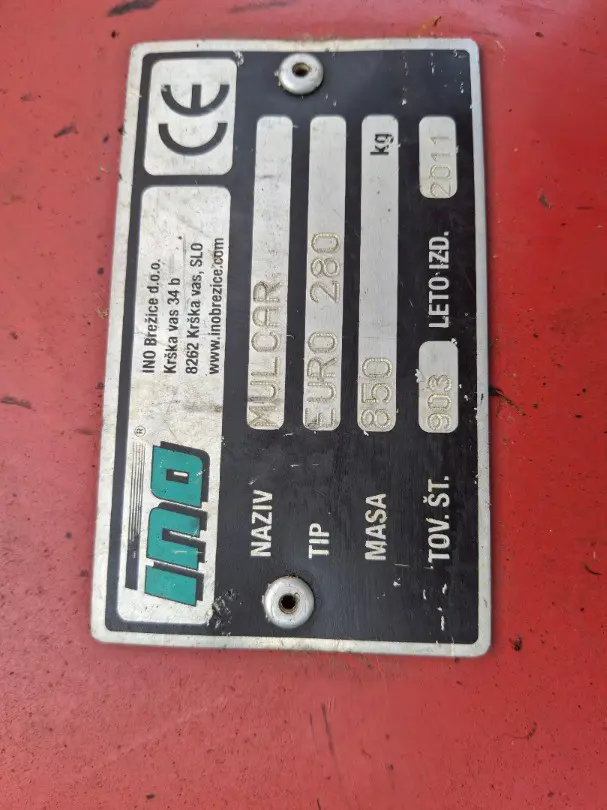 ino®
INO Brežice d.o.o.
Krška vas 34 b
8262 Krška vas, SLO
www.inobrezice.com
CE
NAZIV MULCAR
TIP EURO 280
MASA 850 kg
TOV. ŠT. 903 LETO IZD. 2011